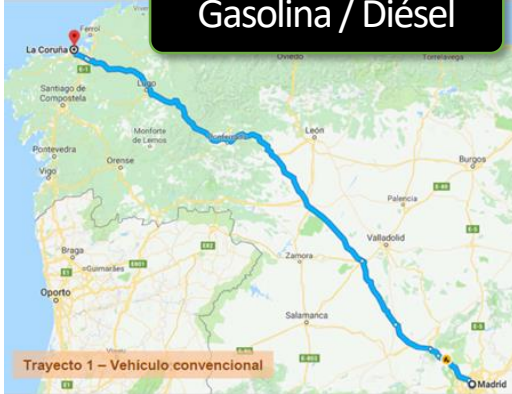 Gasolina / Diésel
Ferrol
La Coruña
Lugo
Oviedo
Torrelavega
Santiago de
Compostela
Monforte
de Lemos
Ponferrada
León
Pontevedra
Orense
Burgos
Vigo
Palencia
Valladolid
Braga
Guimarães
Zamora
Oporto
Salamanca
Trayecto 1 – Vehículo convencional
Madrid